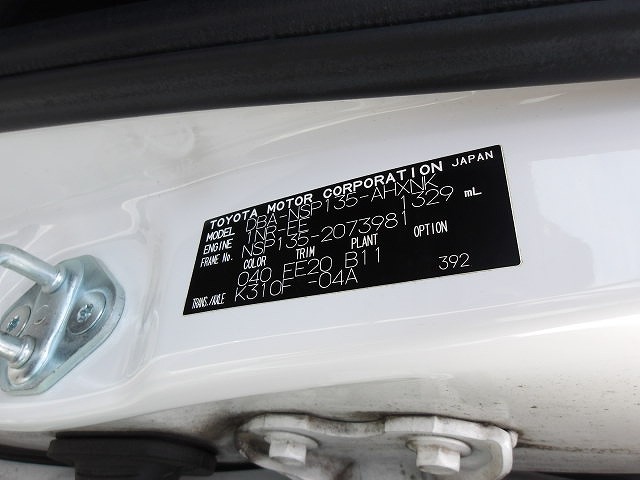 TOYOTA MOTOR CORPORATION JAPAN
MODEL DBA-NSP135-AHXNK
ENGINE 1NR-FE 1329 mL
FRAME No. NSP135-2073981
COLOR TRIM PLANT OPTION
040 FE20 B11
TRANS./AXLE K310F -04A 392